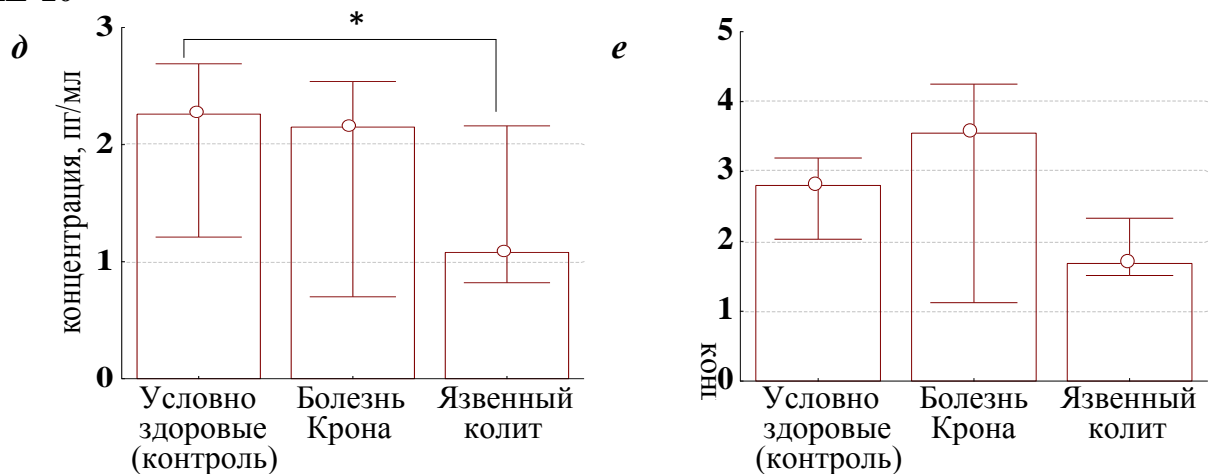 3
*
д
е
5
4
концентрация, пг/мл
2
3
2
1
1
0
0
Условно
здоровые
(контроль)
Болезнь
Крона
Язвенный
колит
Условно
здоровые
(контроль)
Болезнь
Крона
Язвенный
колит